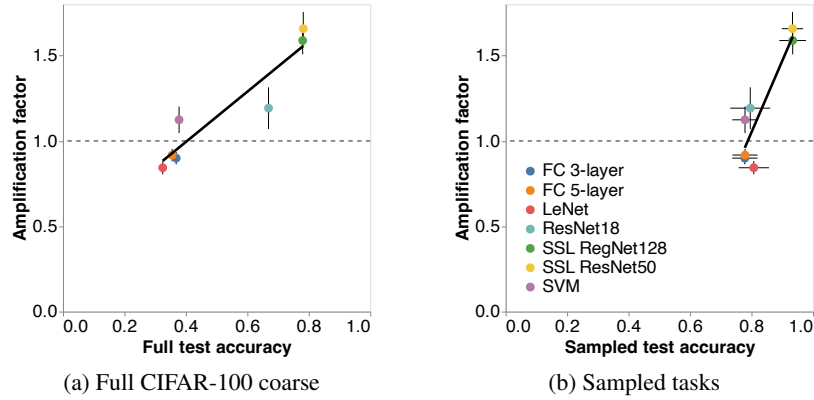 Amplification factor
1.5
1.0
0.5
0.0
0.0 0.2 0.4 0.6 0.8 1.0
Full test accuracy
(a) Full CIFAR-100 coarse
Amplification factor
1.5
1.0
0.5
0.0
FC 3-layer
FC 5-layer
LeNet
ResNet18
SSL RegNet128
SSL ResNet50
SVM
0.0 0.2 0.4 0.6 0.8 1.0
Sampled test accuracy
(b) Sampled tasks